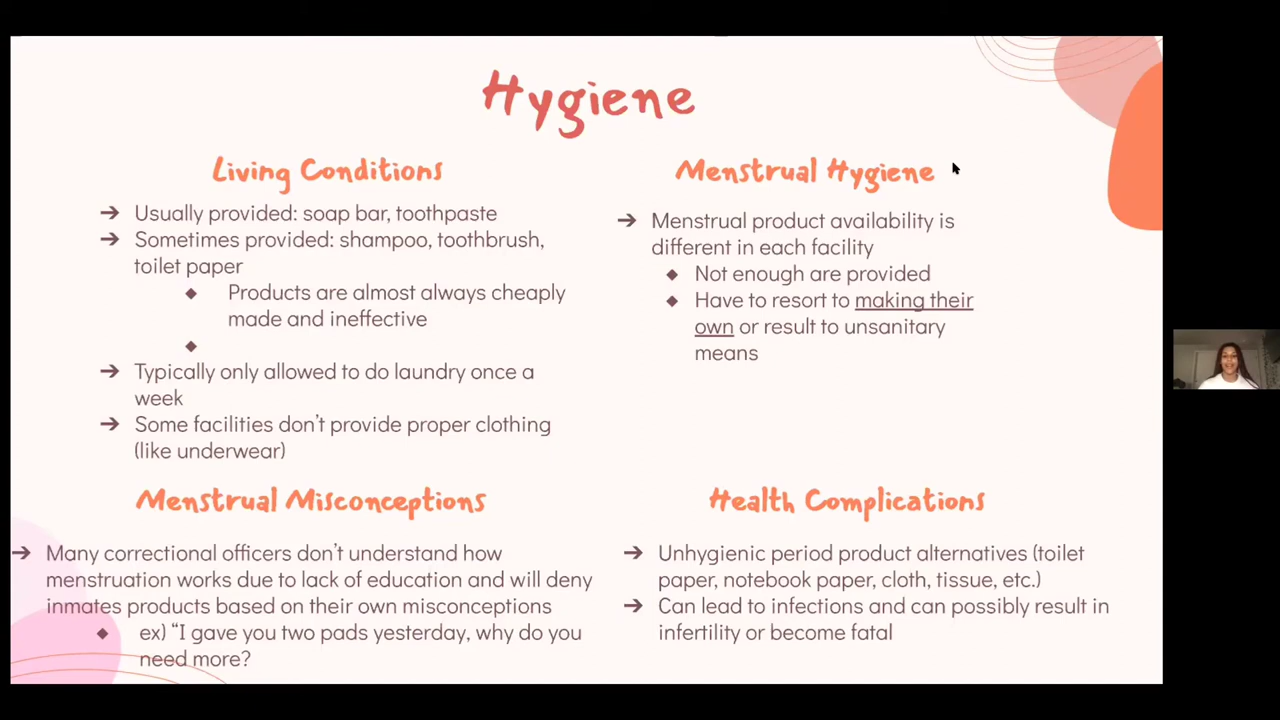 Hygiene
Living Conditions
➔ Usually provided: soap bar, toothpaste
➔ Sometimes provided: shampoo, toothbrush,
toilet paper
◆ Products are almost always cheaply
made and ineffective
◆
➔ Typically only allowed to do laundry once a
week
➔ Some facilities don’t provide proper clothing
(like underwear)
Menstrual Hygiene
➔ Menstrual product availability is
different in each facility
◆ Not enough are provided
◆ Have to resort to making their
own or result to unsanitary
means
Menstrual Misconceptions
➔ Many correctional officers don’t understand how
menstruation works due to lack of education and will deny
inmates products based on their own misconceptions
◆ ex) “I gave you two pads yesterday, why do you
need more?
Health Complications
➔ Unhygienic period product alternatives (toilet
paper, notebook paper, cloth, tissue, etc.)
➔ Can lead to infections and can possibly result in
infertility or become fatal